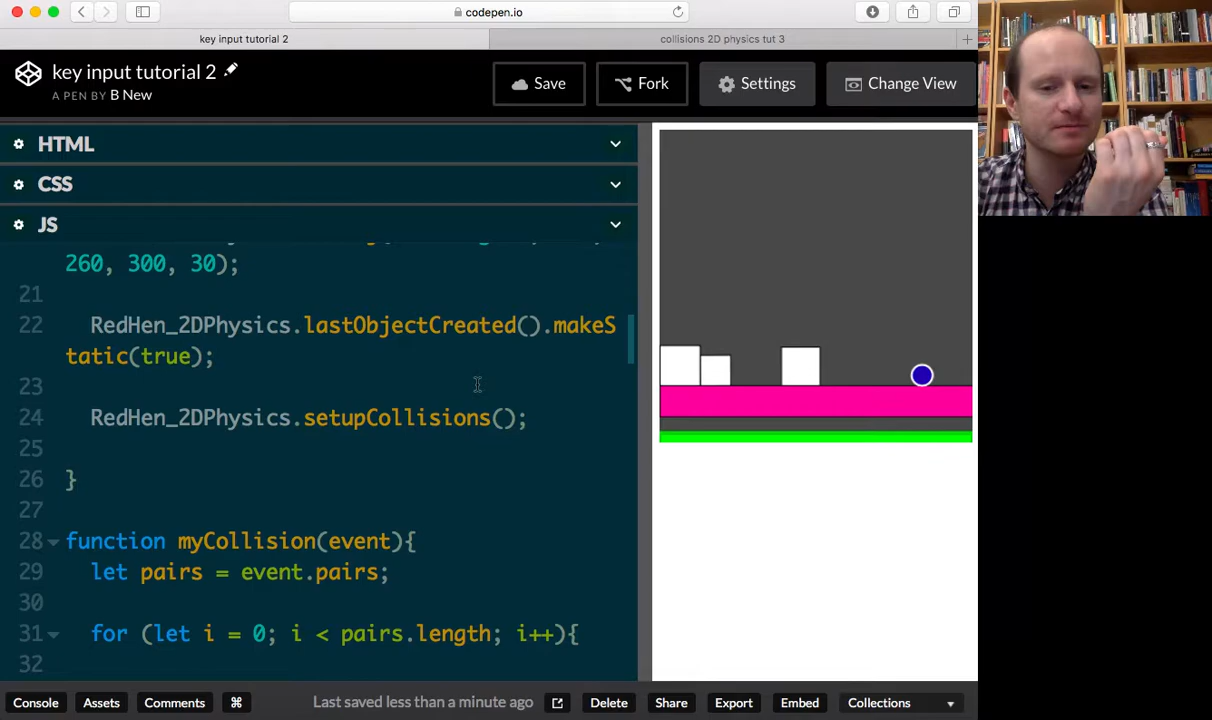 codepen.io
key input tutorial 2
collisions 2D physics tut 3
key input tutorial 2
A PEN BY B New
Save
Fork
Settings
Change View
HTML
CSS
JS
260, 300, 30);
21
22 RedHen_2DPhysics.lastObjectCreated().makeS
tatic(true);
23
24 RedHen_2DPhysics.setupCollisions();
25
26 }
27
28 function myCollision(event){
29 let pairs = event.pairs;
30
31 for (let i = 0; i < pairs.length; i++){
32
Console
Assets
Comments
⌘
Last saved less than a minute ago
Delete
Share
Export
Embed
Collections